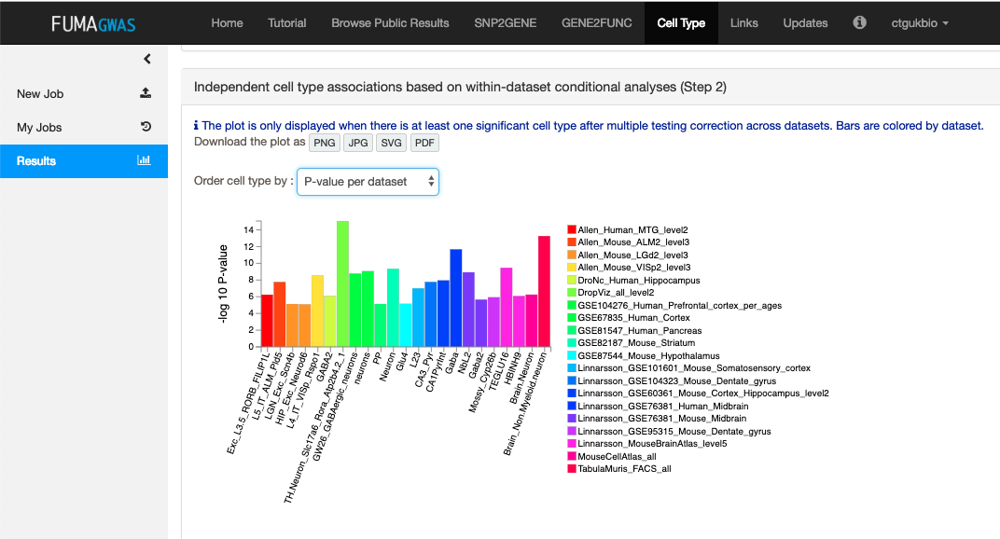 FUMAGWAS
Home
Tutorial
Browse Public Results
SNP2GENE
GENE2FUNC
Cell Type
Links
Updates
ctgukbio
New Job
My Jobs
Results
Independent cell type associations based on within-dataset conditional analyses (Step 2)
The plot is only displayed when there is at least one significant cell type after multiple testing correction across datasets. Bars are colored by dataset.
Download the plot as PNG JPG SVG PDF
Order cell type by : P-value per dataset
-log 10 P-value
14
12
10
8
6
4
2
0
Exc_L3.5_RORB_FILIP1L
L5_IT_ALM_Pld5
LGN_Exc_Scn4b
HIP_Exc_Neurod6
L4_IT_VISp_Rspo1
GABA2
TH.Neuron_Slc17a6_Rora_Atp2b4.2_1
GW26_GABAergic_neurons
neurons
PP
Neuron
Glu4
L23
CA3_Pyr
CA1PyrInt
Gaba
NbL2
Gaba2
Mossy_Cyp26b
TEGLU16
HBINH9
Brain.Neuron
Brain_Non.Myeloid.neuron
Allen_Human_MTG_level2
Allen_Mouse_ALM2_level3
Allen_Mouse_LGd2_level3
Allen_Mouse_VISp2_level3
DroNc_Human_Hippocampus
DropViz_all_level2
GSE104276_Human_Prefrontal_cortex_per_ages
GSE67835_Human_Cortex
GSE81547_Human_Pancreas
GSE82187_Mouse_Striatum
GSE87544_Mouse_Hypothalamus
Linnarsson_GSE101601_Mouse_Somatosensory_cortex
Linnarsson_GSE104323_Mouse_Dentate_gyrus
Linnarsson_GSE60361_Mouse_Cortex_Hippocampus_level2
Linnarsson_GSE76381_Human_Midbrain
Linnarsson_GSE76381_Mouse_Midbrain
Linnarsson_GSE95315_Mouse_Dentate_gyrus
Linnarsson_MouseBrainAtlas_level5
MouseCellAtlas_all
TabulaMuris_FACS_all